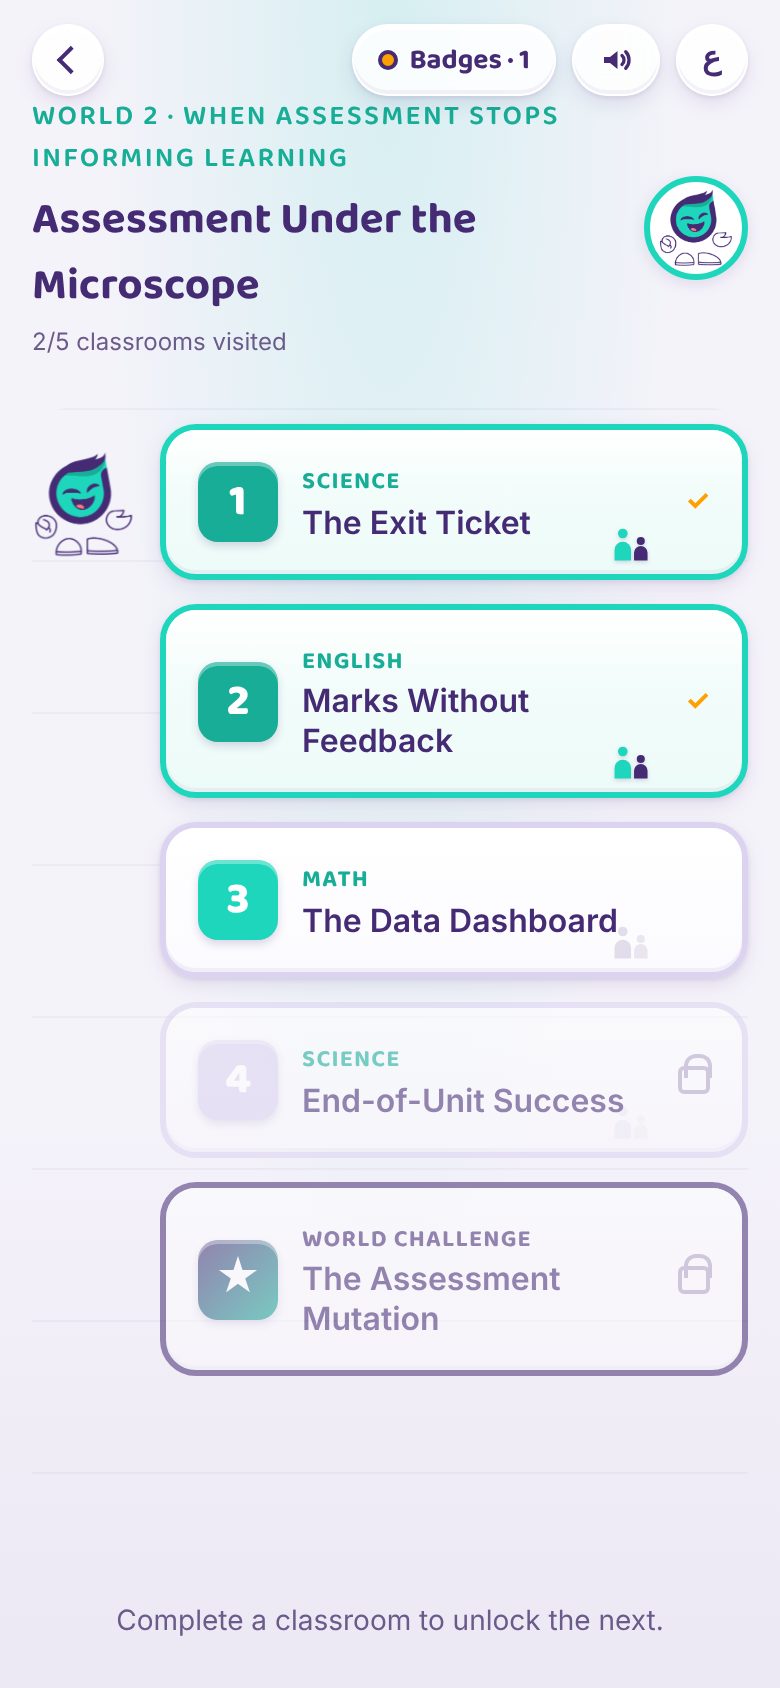 Badges · 1
ع
WORLD 2 · WHEN ASSESSMENT STOPS
INFORMING LEARNING
Assessment Under the
Microscope
2/5 classrooms visited
1
SCIENCE
The Exit Ticket
2
ENGLISH
Marks Without
Feedback
3
MATH
The Data Dashboard
4
SCIENCE
End-of-Unit Success
WORLD CHALLENGE
The Assessment
Mutation
Complete a classroom to unlock the next.